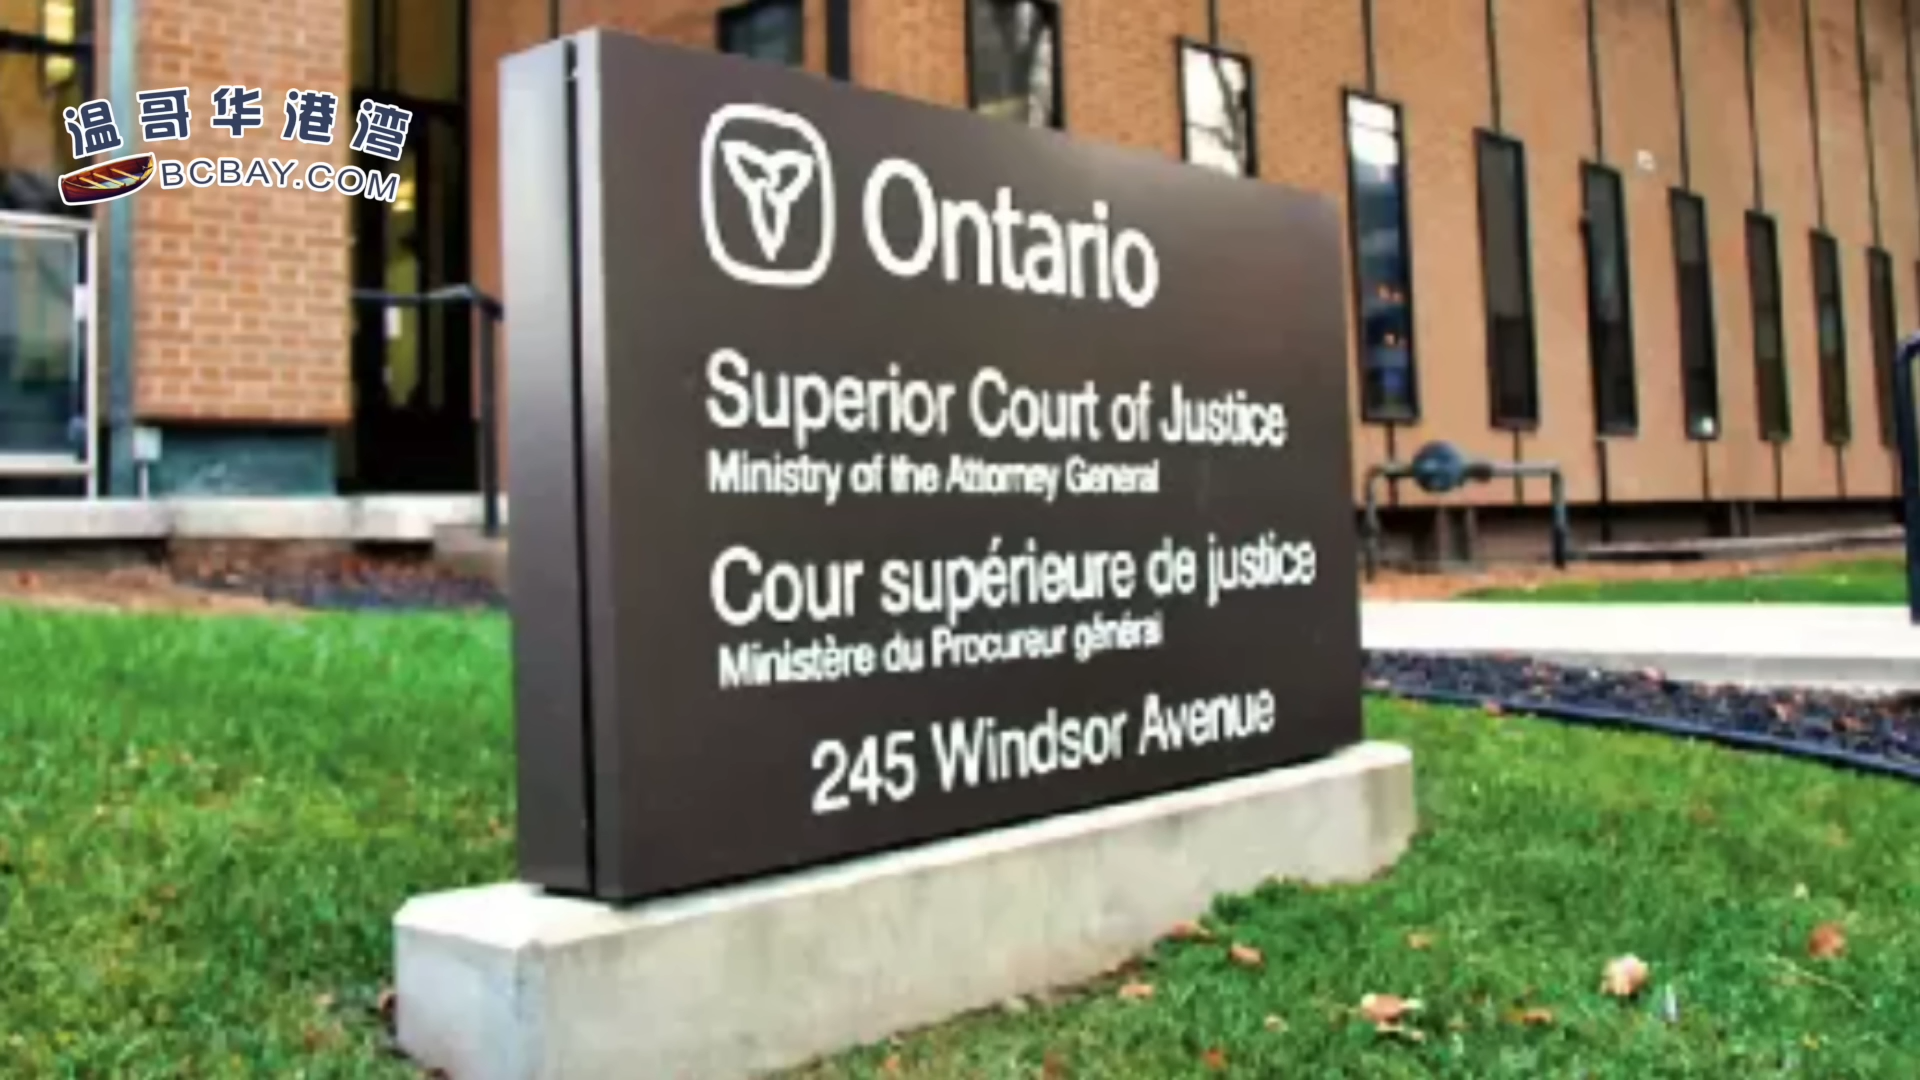 温哥华港湾
BCBAY.COM
Ontario
Superior Court of Justice
Ministry of the Attorney General
Cour supérieure de justice
Ministère du Procureur général
245 Windsor Avenue